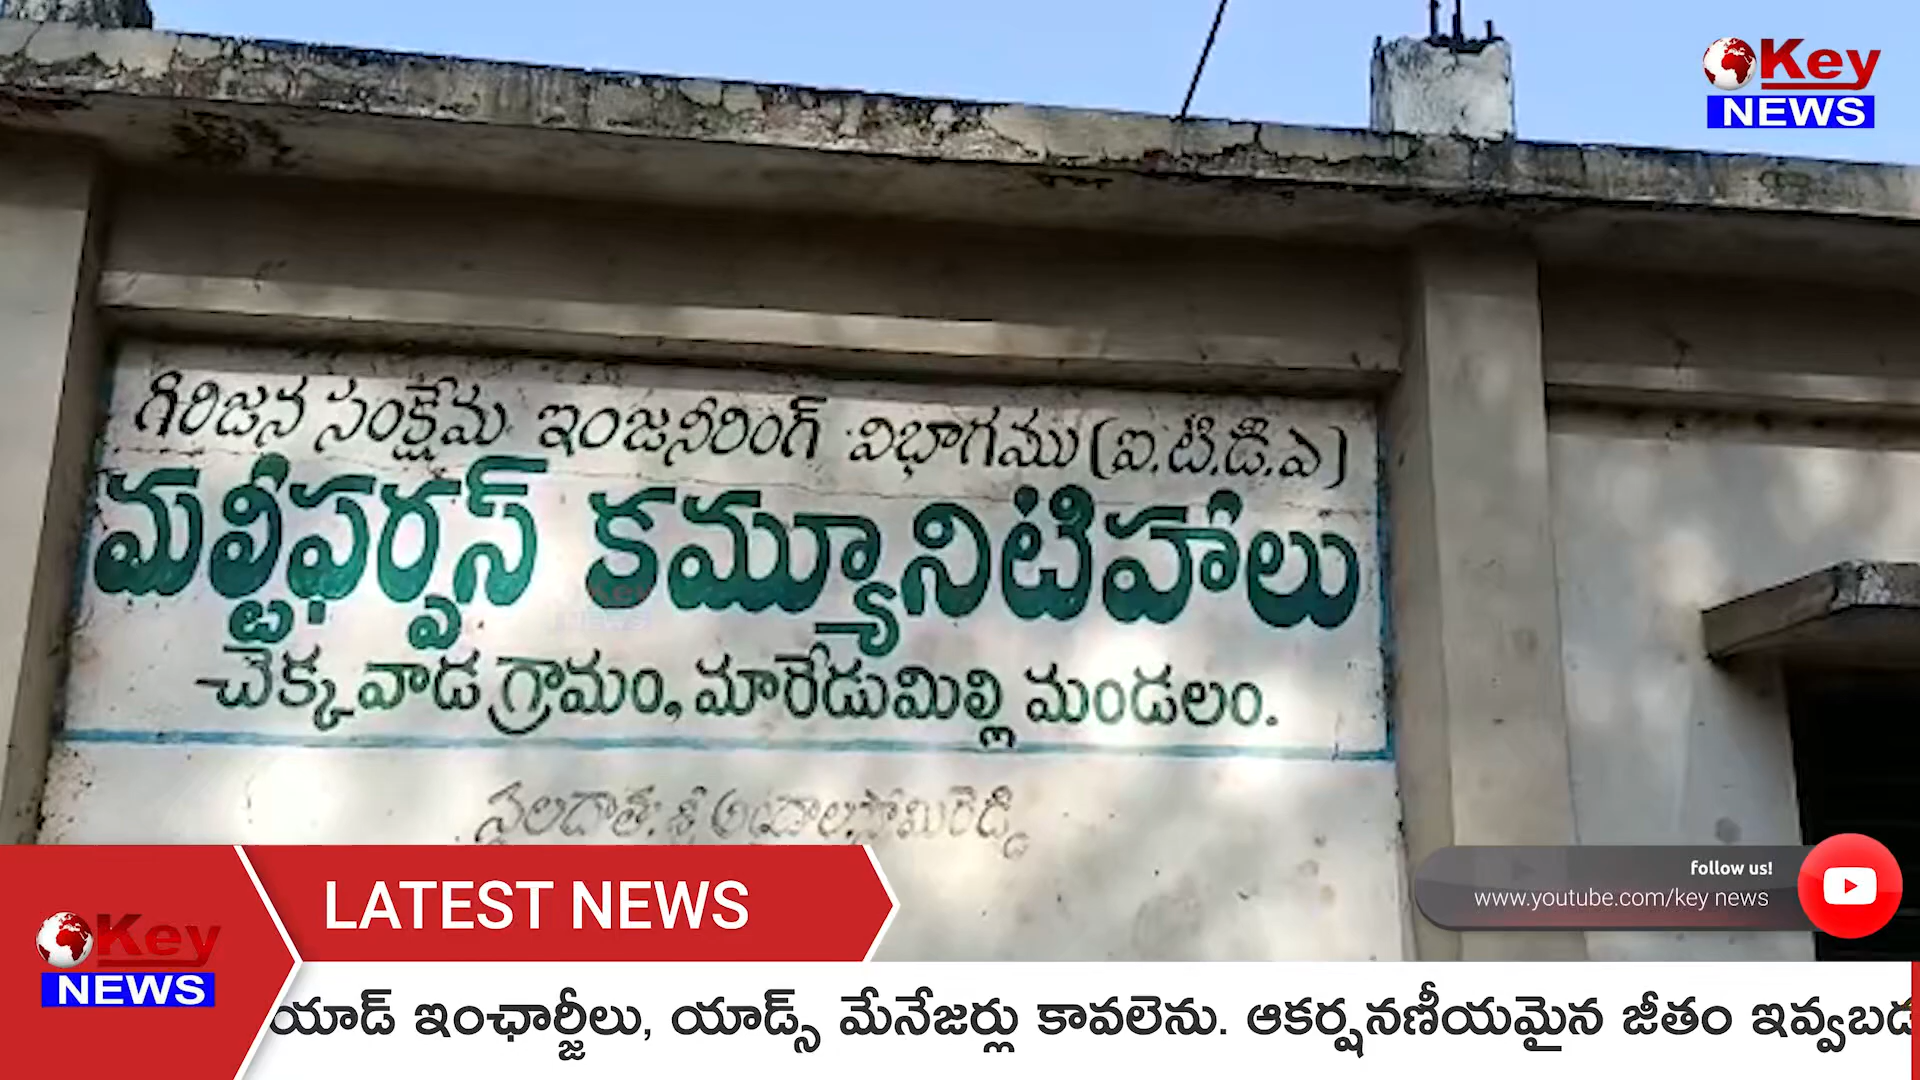 Key
NEWS
గిరిజన సంక్షేమ ఇంజనీరింగ్ విభాగము (ఐ.టి.డి.ఎ)
మల్టీపర్పస్ కమ్యూనిటిహాలు
చెక్కవాడ గ్రామం, మారేడుమిల్లి మండలం.
స్థలదాత: శ్రీ
follow us!
www.youtube.com/key news
LATEST NEWS
Key
NEWS
యాడ్ ఇంఛార్జీలు, యాడ్స్ మేనేజర్లు కావలెను. ఆకర్షనణీయమైన జీతం ఇవ్వబడ